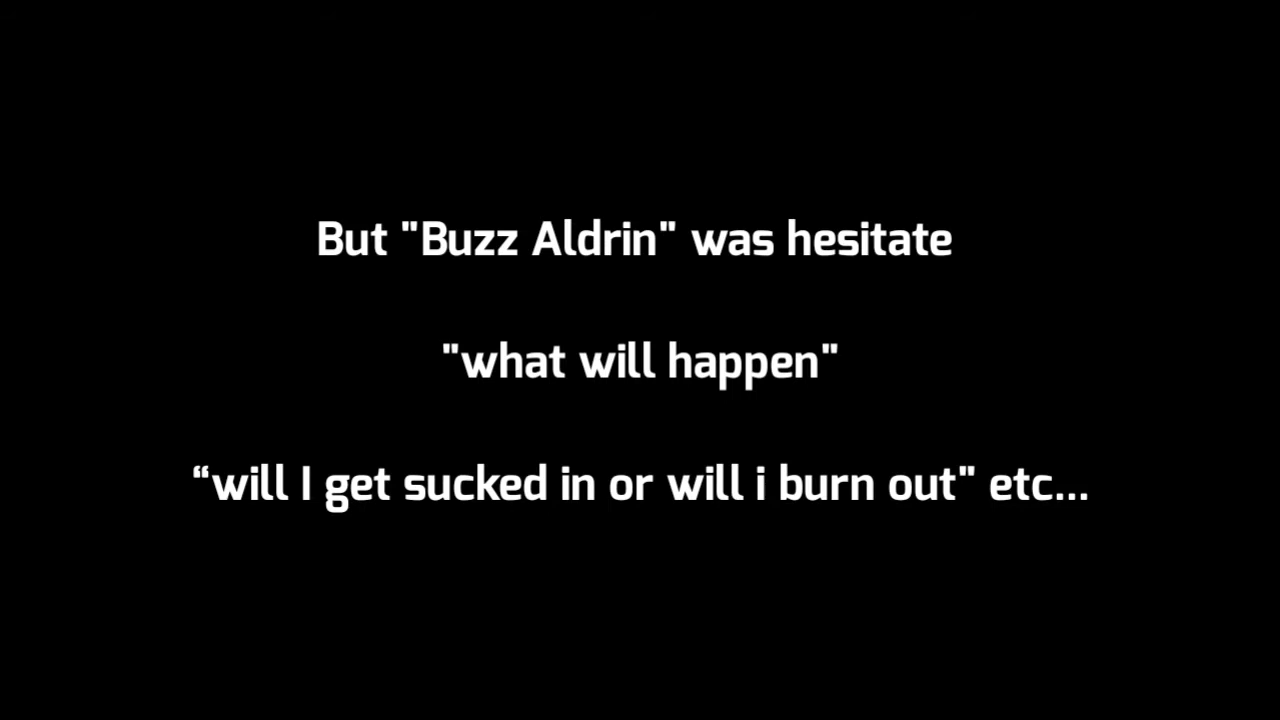 But "Buzz Aldrin" was hesitate
"what will happen"
“will I get sucked in or will i burn out" etc...